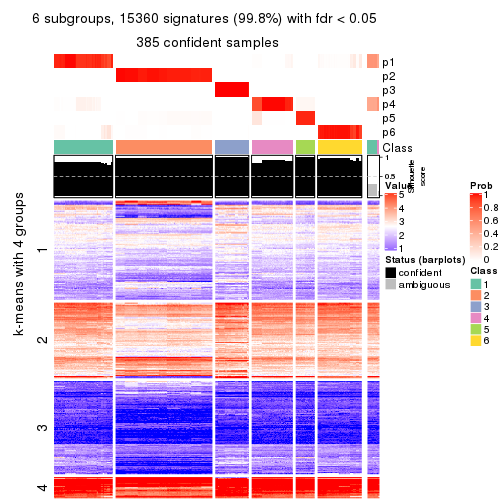 6 subgroups, 15360 signatures (99.8%) with fdr < 0.05
385 confident samples
p1
p2
p3
p4
p5
p6
Class
1
0.5
0
Silhouette
score
k-means with 4 groups
1
2
3
4
Value
5
4
3
2
1
Status (barplots)
confident
ambiguous
Prob
1
0.8
0.6
0.4
0.2
0
Class
1
2
3
4
5
6